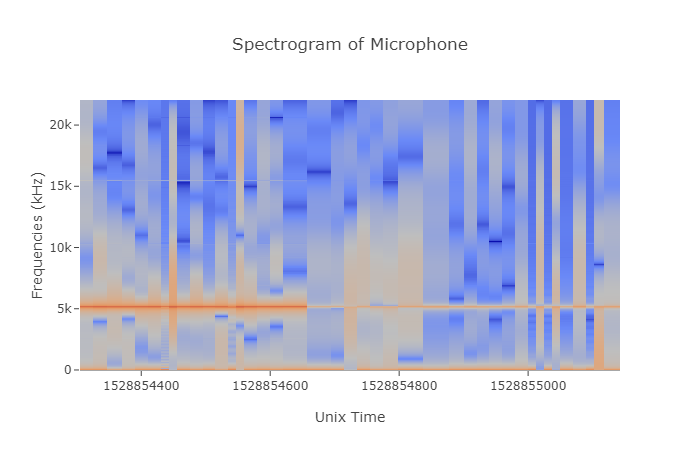 Spectrogram of Microphone
20k
15k
10k
5k
0
Frequencies (kHz)
1528854400 1528854600 1528854800 1528855000
Unix Time